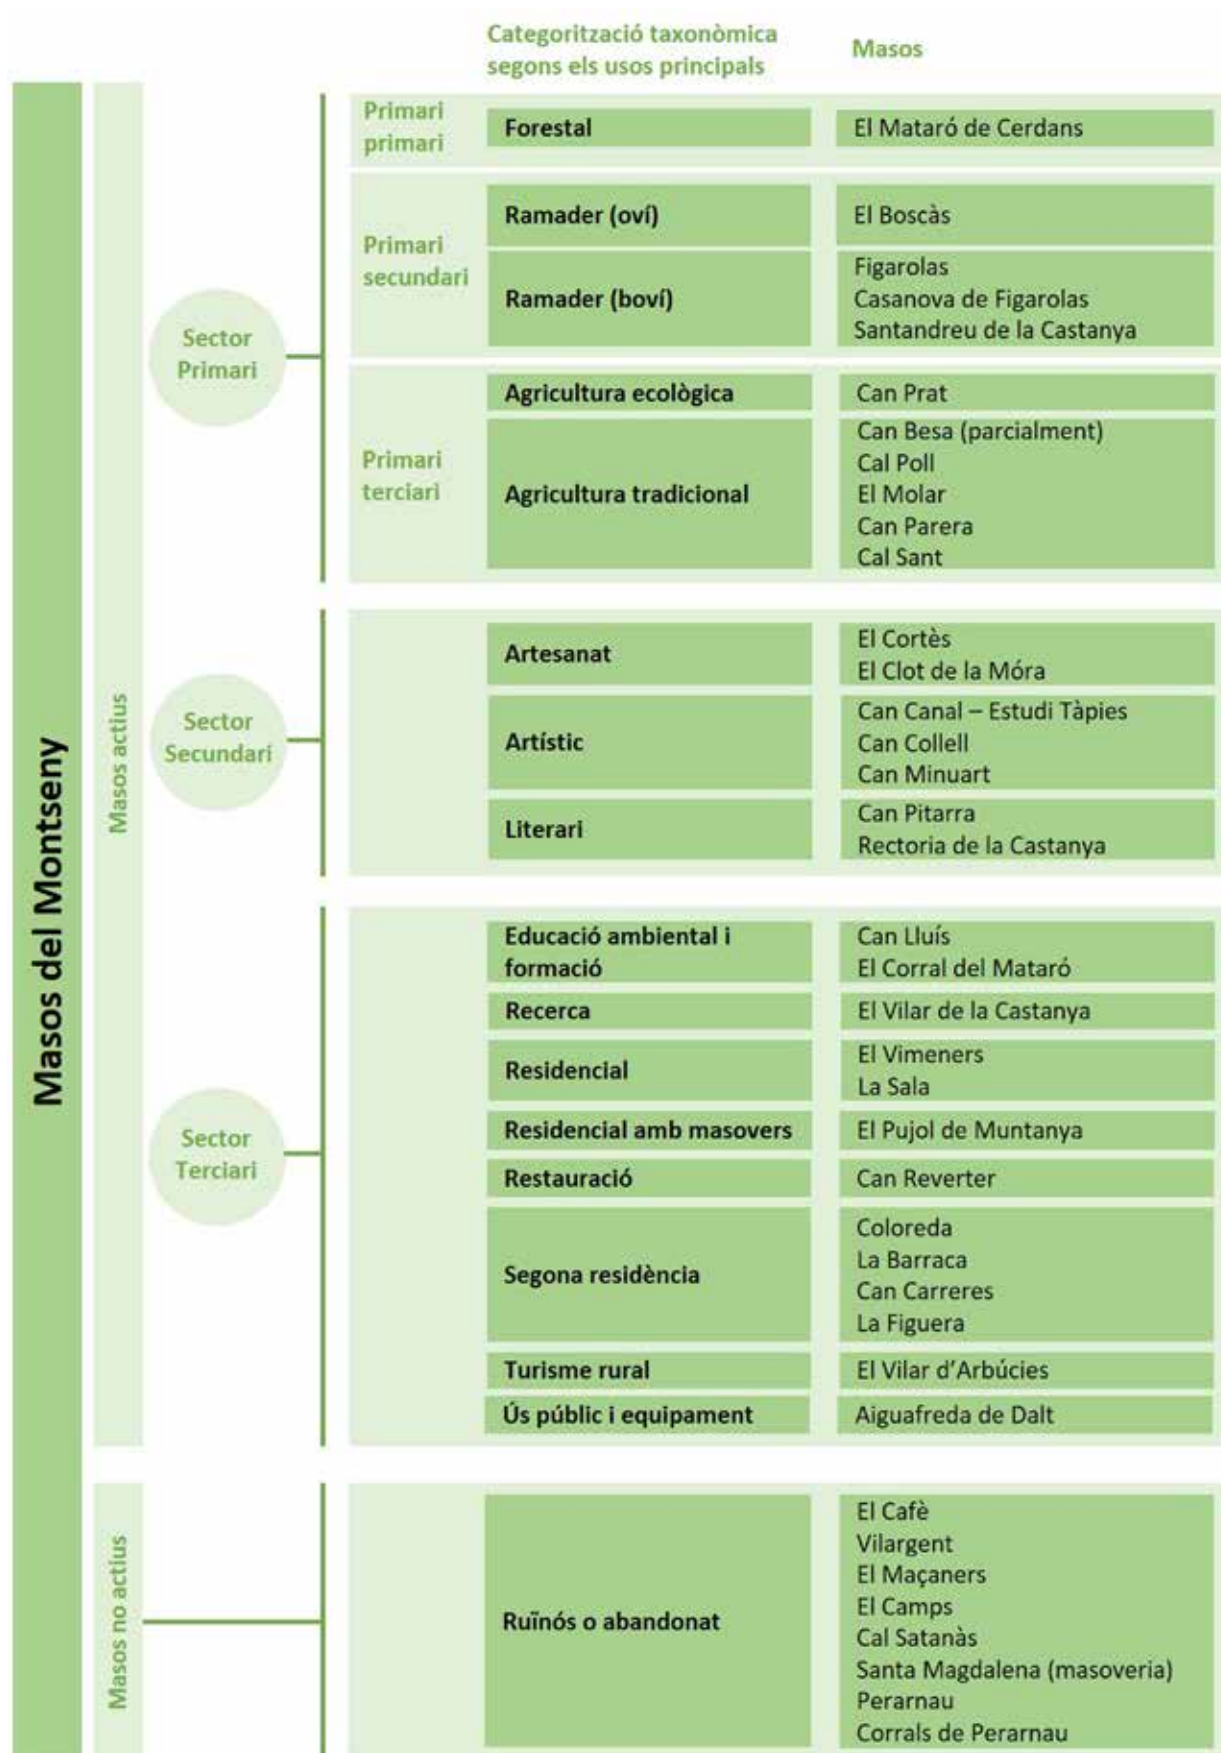 Categorització taxonòmica
segons els usos principals
Masos
Masos del Montseny
Masos actius
Sector
Primari
Primari
primari
Forestal
El Mataró de Cerdans
Primari
secundari
Ramader (oví)
El Boscàs
Ramader (boví)
Figarolas
Casanova de Figarolas
Santandreu de la Castanya
Primari
terciari
Agricultura ecològica
Can Prat
Agricultura tradicional
Can Besa (parcialment)
Cal Poll
El Molar
Can Parera
Cal Sant
Sector
Secundari
Artesanat
El Cortès
El Clot de la Móra
Artístic
Can Canal – Estudi Tàpies
Can Collell
Can Minuart
Literari
Can Pitarra
Rectoria de la Castanya
Sector
Terciari
Educació ambiental i
formació
Can Lluís
El Corral del Mataró
Recerca
El Vilar de la Castanya
Residencial
El Vimeners
La Sala
Residencial amb masovers
El Pujol de Muntanya
Restauració
Can Reverter
Segona residència
Coloreda
La Barraca
Can Carreres
La Figuera
Turisme rural
El Vilar d'Arbúcies
Ús públic i equipament
Aiguafreda de Dalt
Masos no actius
Ruïnós o abandonat
El Cafè
Vilargent
El Maçaners
El Camps
Cal Satanàs
Santa Magdalena (masoveria)
Perarnau
Corrals de Perarnau